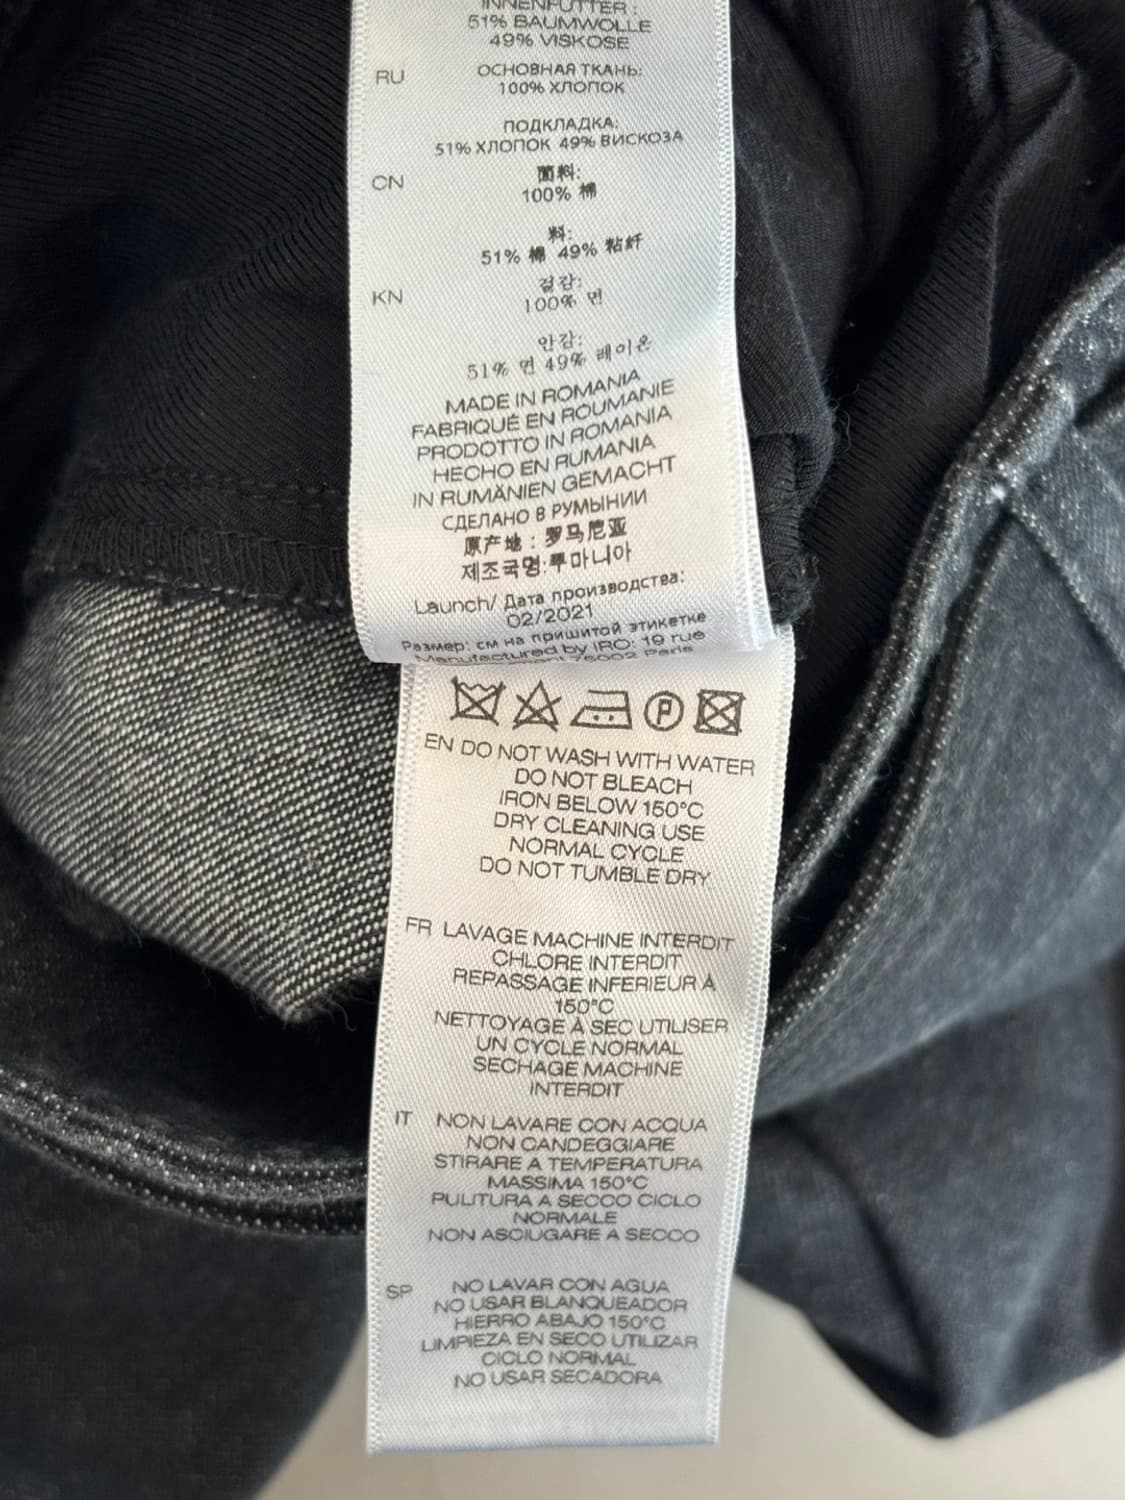 INNENFUTTER :
51% BAUMWOLLE
49% VISKOSE
RU ОСНОВНАЯ ТКАНЬ:
100% ХЛОПОК
ПОДКЛАДКА:
51% ХЛОПОК 49% ВИСКОЗА
CN 面料:
100% 棉
料:
51% 棉 49% 粘纤
KN 겉감:
100% 면
안감:
51% 면 49% 레이온
MADE IN ROMANIA
FABRIQUÉ EN ROUMANIE
PRODOTTO IN ROMANIA
HECHO EN RUMANIA
IN RUMÄNIEN GEMACHT
СДЕЛАНО В РУМЫНИИ
原产地 : 罗马尼亚
제조국명:루마니아
Launch/ Дата производства:
02/2021
Размер: см на пришитой этикетке
Manufactured by IRO: 19 rue
75002 Paris
P
EN DO NOT WASH WITH WATER
DO NOT BLEACH
IRON BELOW 150°C
DRY CLEANING USE
NORMAL CYCLE
DO NOT TUMBLE DRY
FR LAVAGE MACHINE INTERDIT
CHLORE INTERDIT
REPASSAGE INFERIEUR À
150°C
NETTOYAGE À SEC UTILISER
UN CYCLE NORMAL
SECHAGE MACHINE
INTERDIT
IT NON LAVARE CON ACQUA
NON CANDEGGIARE
STIRARE A TEMPERATURA
MASSIMA 150°C
PULITURA A SECCO CICLO
NORMALE
NON ASCIUGARE A SECCO
SP NO LAVAR CON AGUA
NO USAR BLANQUEADOR
HIERRO ABAJO 150°C
LIMPIEZA EN SECO UTILIZAR
CICLO NORMAL
NO USAR SECADORA